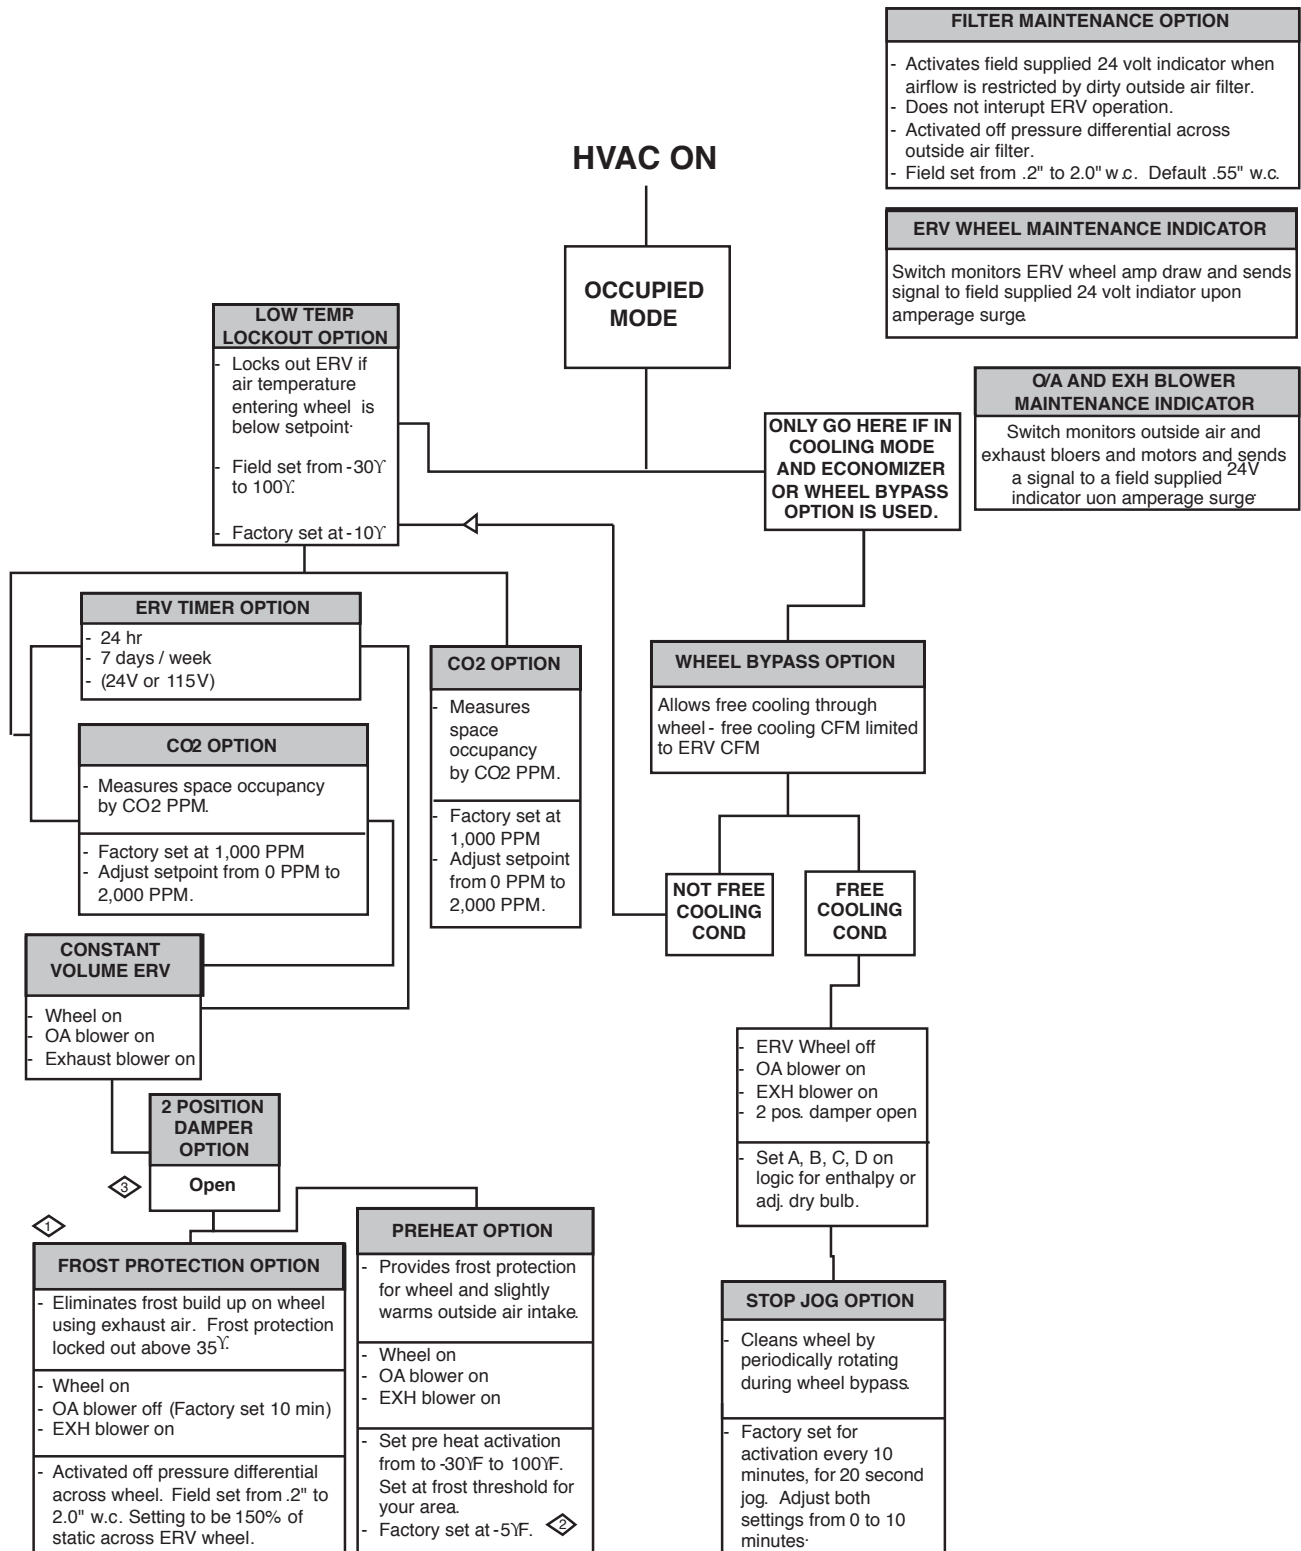 FILTER MAINTENANCE OPTION
- Activates field supplied 24 volt indicator when
airflow is restricted by dirty outside air filter.
- Does not interupt ERV operation.
- Activated off pressure differential across
outside air filter.
- Field set from .2" to 2.0" w.c. Default .55" w.c.
HVAC ON
ERV WHEEL MAINTENANCE INDICATOR
Switch monitors ERV wheel amp draw and sends
signal to field supplied 24 volt indiator upon
amperage surge.
OCCUPIED
MODE
O/A AND EXH BLOWER
MAINTENANCE INDICATOR
Switch monitors outside air and
exhaust bloers and motors and sends
a signal to a field supplied 24V
indicator uon amperage surge.
LOW TEMP.
LOCKOUT OPTION
- Locks out ERV if
air temperature
entering wheel is
below setpoint.
- Field set from -30ϒ
to 100ϒ.
- Factory set at -10ϒ
ONLY GO HERE IF IN
COOLING MODE
AND ECONOMIZER
OR WHEEL BYPASS
OPTION IS USED.
ERV TIMER OPTION
- 24 hr
- 7 days / week
- (24V or 115V)
CO2 OPTION
- Measures
space
occupancy
by CO2 PPM.
- Factory set at
1,000 PPM
- Adjust setpoint
from 0 PPM to
2,000 PPM.
WHEEL BYPASS OPTION
Allows free cooling through
wheel - free cooling CFM limited
to ERV CFM
CO2 OPTION
- Measures space occupancy
by CO2 PPM.
- Factory set at 1,000 PPM
- Adjust setpoint from 0 PPM to
2,000 PPM.
NOT FREE
COOLING
COND.
FREE
COOLING
COND.
CONSTANT
VOLUME ERV
- Wheel on
- OA blower on
- Exhaust blower on
- ERV Wheel off
- OA blower on
- EXH blower on
- 2 pos. damper open
- Set A, B, C, D on
logic for enthalpy or
adj. dry bulb.
2 POSITION
DAMPER
OPTION
3
Open
1
FROST PROTECTION OPTION
- Eliminates frost build up on wheel
using exhaust air. Frost protection
locked out above 35ϒ.
- Wheel on
- OA blower off (Factory set 10 min)
- EXH blower on
- Activated off pressure differential
across wheel. Field set from .2" to
2.0" w.c. Setting to be 150% of
static across ERV wheel.
PREHEAT OPTION
- Provides frost protection
for wheel and slightly
warms outside air intake.
- Wheel on
- OA blower on
- EXH blower on
- Set pre heat activation
from to -30ϒF to 100ϒF.
Set at frost threshold for
your area.
- Factory set at -5ϒF. 2
STOP JOG OPTION
- Cleans wheel by
periodically rotating
during wheel bypass.
- Factory set for
activation every 10
minutes, for 20 second
jog. Adjust both
settings from 0 to 10
minutes.